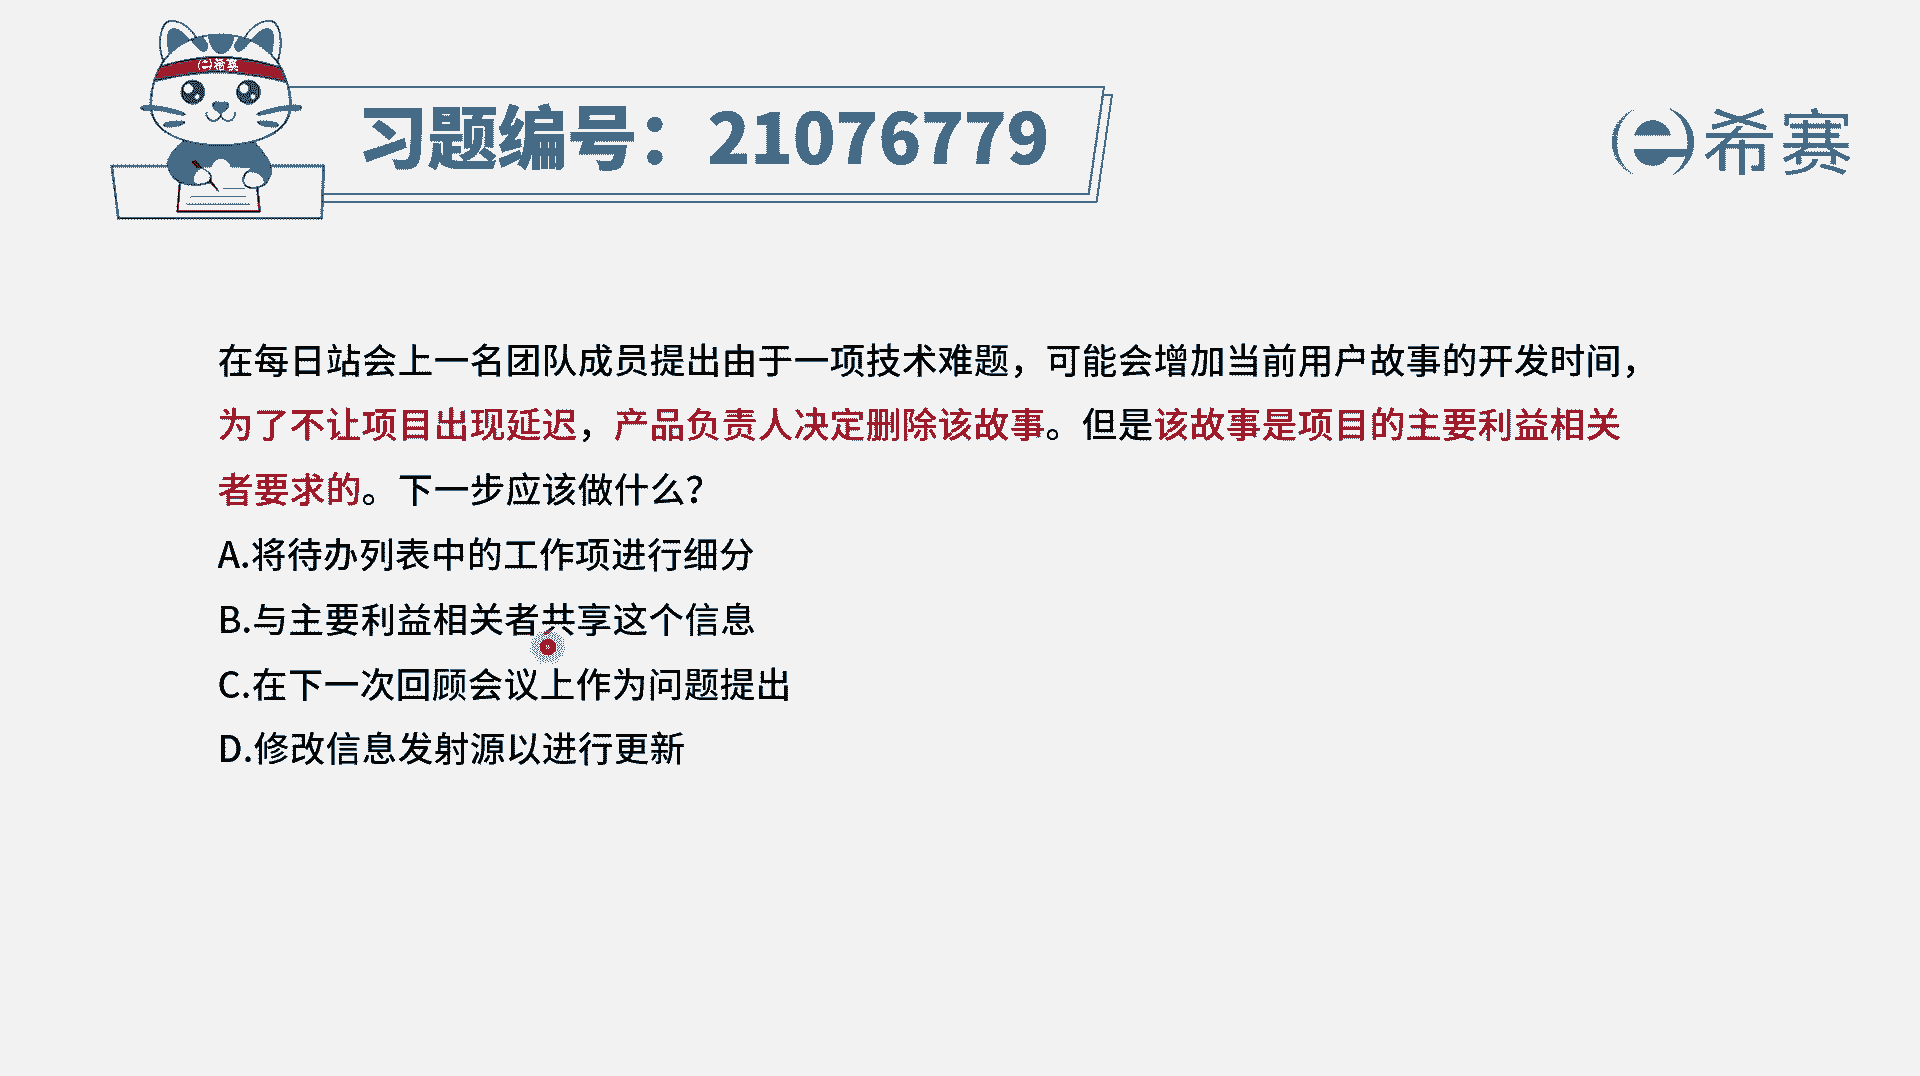 希赛
习题编号：21076779
希赛
在每日站会上一名团队成员提出由于一项技术难题，可能会增加当前用户故事的开发时间，
为了不让项目出现延迟，产品负责人决定删除该故事。但是该故事是项目的主要利益相关
者要求的。下一步应该做什么？
A.将待办列表中的工作项进行细分
B.与主要利益相关者共享这个信息
C.在下一次回顾会议上作为问题提出
D.修改信息发射源以进行更新